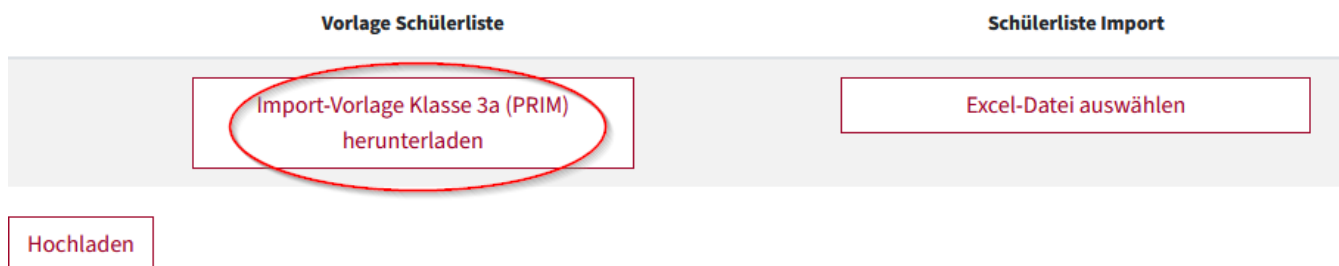 Vorlage Schülerliste
Schülerliste Import
Import-Vorlage Klasse 3a (PRIM)
herunterladen
Excel-Datei auswählen
Hochladen